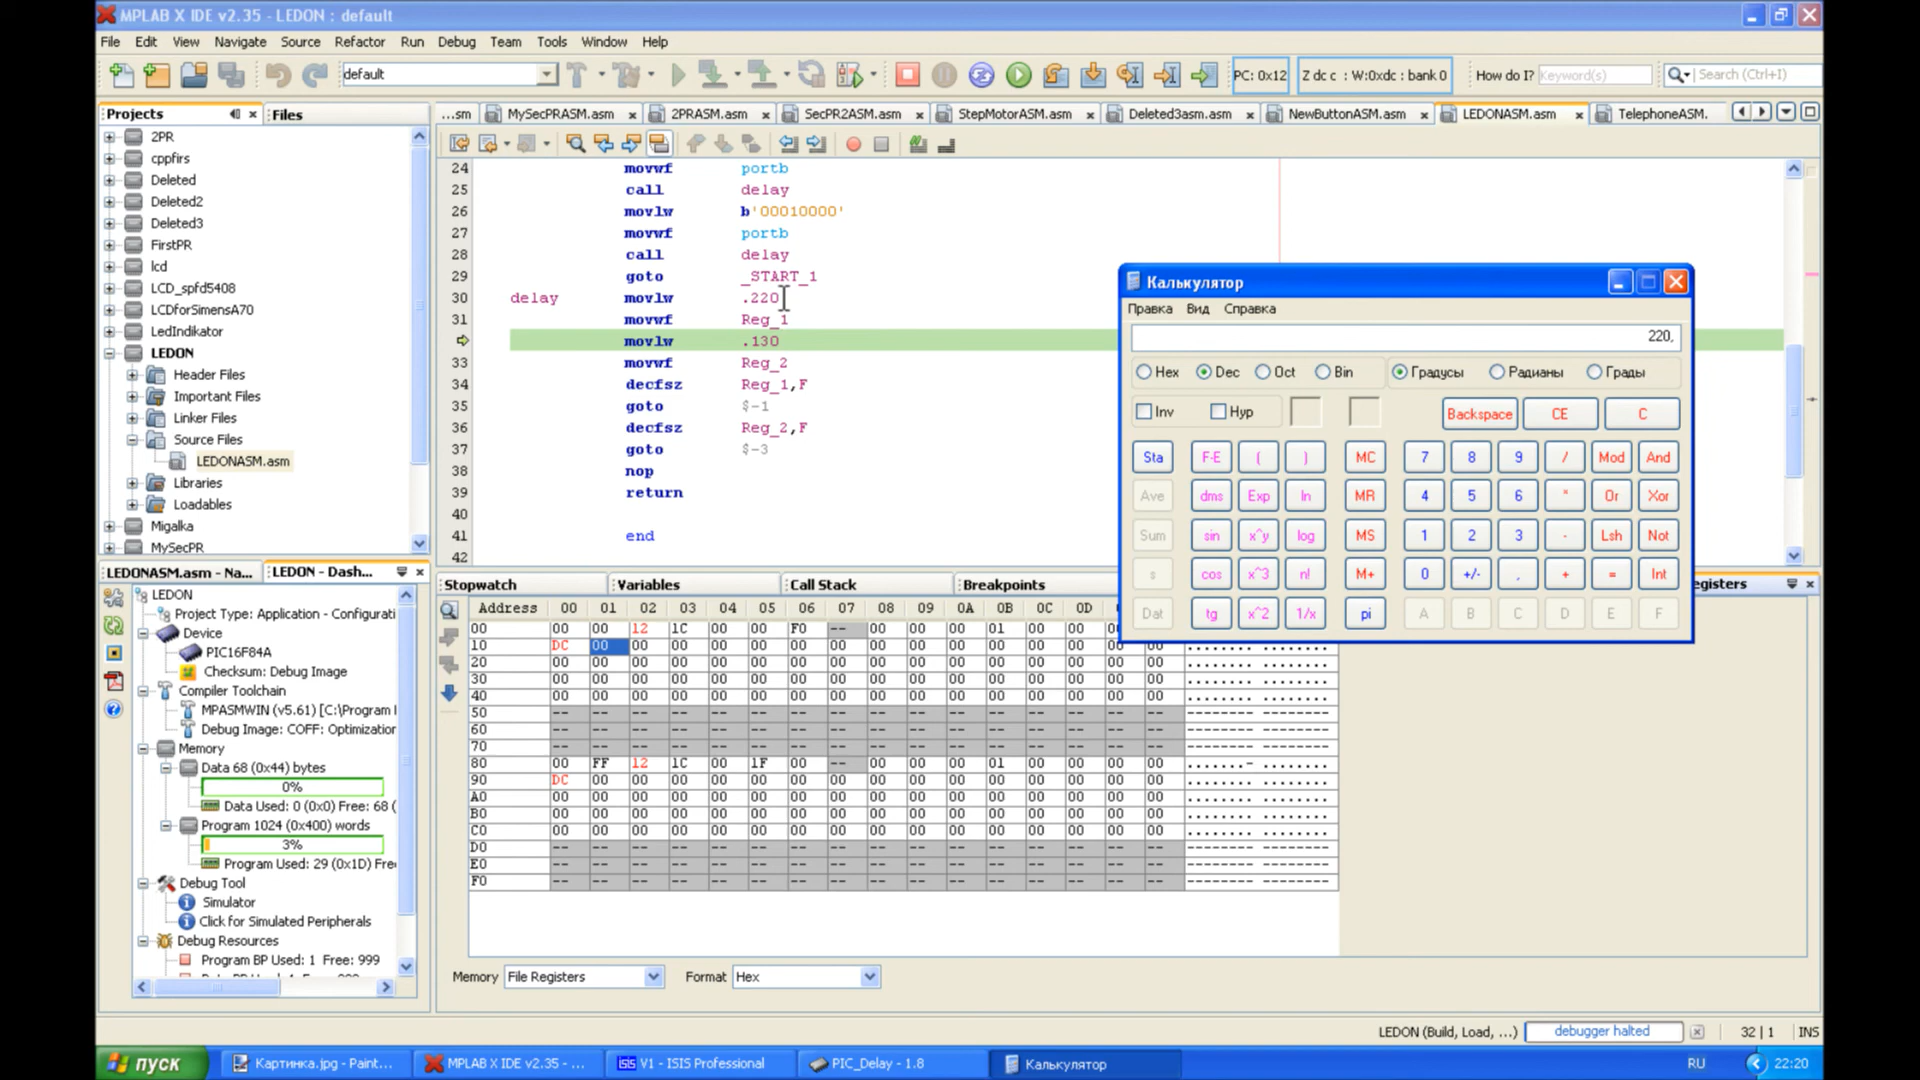 MPLAB X IDE v2.35 - LEDON : default
File Edit View Navigate Source Refactor Run Debug Team Tools Window Help
default PC: 0x12 Z dc c : W:0xdc : bank 0 How do I? Keyword(s) Search (Ctrl+I)
Projects Files
...sm MySecPRASM.asm 2PRASM.asm SecPR2ASM.asm StepMotorASM.asm Deleted3asm.asm NewButtonASM.asm LEDONASM.asm TelephoneASM.
2PR
cppfirs
Deleted
Deleted2
Deleted3
FirstPR
lcd
LCD_spfd5408
LCDforSimensA70
LedIndikator
LEDON
Header Files
Important Files
Linker Files
Source Files
LEDONASM.asm
Libraries
Loadables
Migalka
MySecPR
24 movwf portb
25 call delay
26 movlw b'00010000'
27 movwf portb
28 call delay
29 goto _START_1
30 delay movlw .220
31 movwf Reg_1
movlw .130
33 movwf Reg_2
34 decfsz Reg_1,F
35 goto $-1
36 decfsz Reg_2,F
37 goto $-3
38 nop
39 return
40
41 end
42
Калькулятор
Правка Вид Справка
220,
Hex Dec Oct Bin Градусы Радианы Грады
Inv Hyp Backspace CE C
Sta F-E ( ) MC 7 8 9 / Mod And
Ave dms Exp ln MR 4 5 6 * Or Xor
Sum sin x^y log MS 1 2 3 - Lsh Not
s cos x^3 n! M+ 0 +/- , + = Int
Dat tg x^2 1/x pi A B C D E F
LEDONASM.asm - Na... LEDON - Dash...
LEDON
Project Type: Application - Configurati
Device
PIC16F84A
Checksum: Debug Image
Compiler Toolchain
MPASMWIN (v5.61) [C:\Program I
Debug Image: COFF: Optimization
Memory
Data 68 (0x44) bytes
0%
Data Used: 0 (0x0) Free: 68 (
Program 1024 (0x400) words
3%
Program Used: 29 (0x1D) Fre
Debug Tool
Simulator
Click for Simulated Peripherals
Debug Resources
Program BP Used: 1 Free: 999
Stopwatch Variables Call Stack Breakpoints egisters
Address 00 01 02 03 04 05 06 07 08 09 0A 0B 0C 0D
00 00 00 12 1C 00 00 F0 -- 00 00 00 01 00 00 0
10 DC 00 00 00 00 00 00 00 00 00 00 00 00 00 00 00 ........ ........
20 00 00 00 00 00 00 00 00 00 00 00 00 00 00 00 00 ........ ........
30 00 00 00 00 00 00 00 00 00 00 00 00 00 00 00 00 ........ ........
40 00 00 00 00 00 00 00 00 00 00 00 00 00 00 00 00 ........ ........
50 -- -- -- -- -- -- -- -- -- -- -- -- -- -- -- -- -------- --------
60 -- -- -- -- -- -- -- -- -- -- -- -- -- -- -- -- -------- --------
70 -- -- -- -- -- -- -- -- -- -- -- -- -- -- -- -- -------- --------
80 00 FF 12 1C 00 1F 00 -- 00 00 00 01 00 00 00 00 .......- ........
90 DC 00 00 00 00 00 00 00 00 00 00 00 00 00 00 00 ........ ........
A0 00 00 00 00 00 00 00 00 00 00 00 00 00 00 00 00 ........ ........
B0 00 00 00 00 00 00 00 00 00 00 00 00 00 00 00 00 ........ ........
C0 00 00 00 00 00 00 00 00 00 00 00 00 00 00 00 00 ........ ........
D0 -- -- -- -- -- -- -- -- -- -- -- -- -- -- -- -- -------- --------
E0 -- -- -- -- -- -- -- -- -- -- -- -- -- -- -- -- -------- --------
F0 -- -- -- -- -- -- -- -- -- -- -- -- -- -- -- -- -------- --------
Memory File Registers Format Hex
LEDON (Build, Load, ...) debugger halted 32 | 1 INS
пуск Картинка.jpg - Paint... MPLAB X IDE v2.35 - ... ISIS V1 - ISIS Professional PIC_Delay - 1.8 Калькулятор RU 22:20